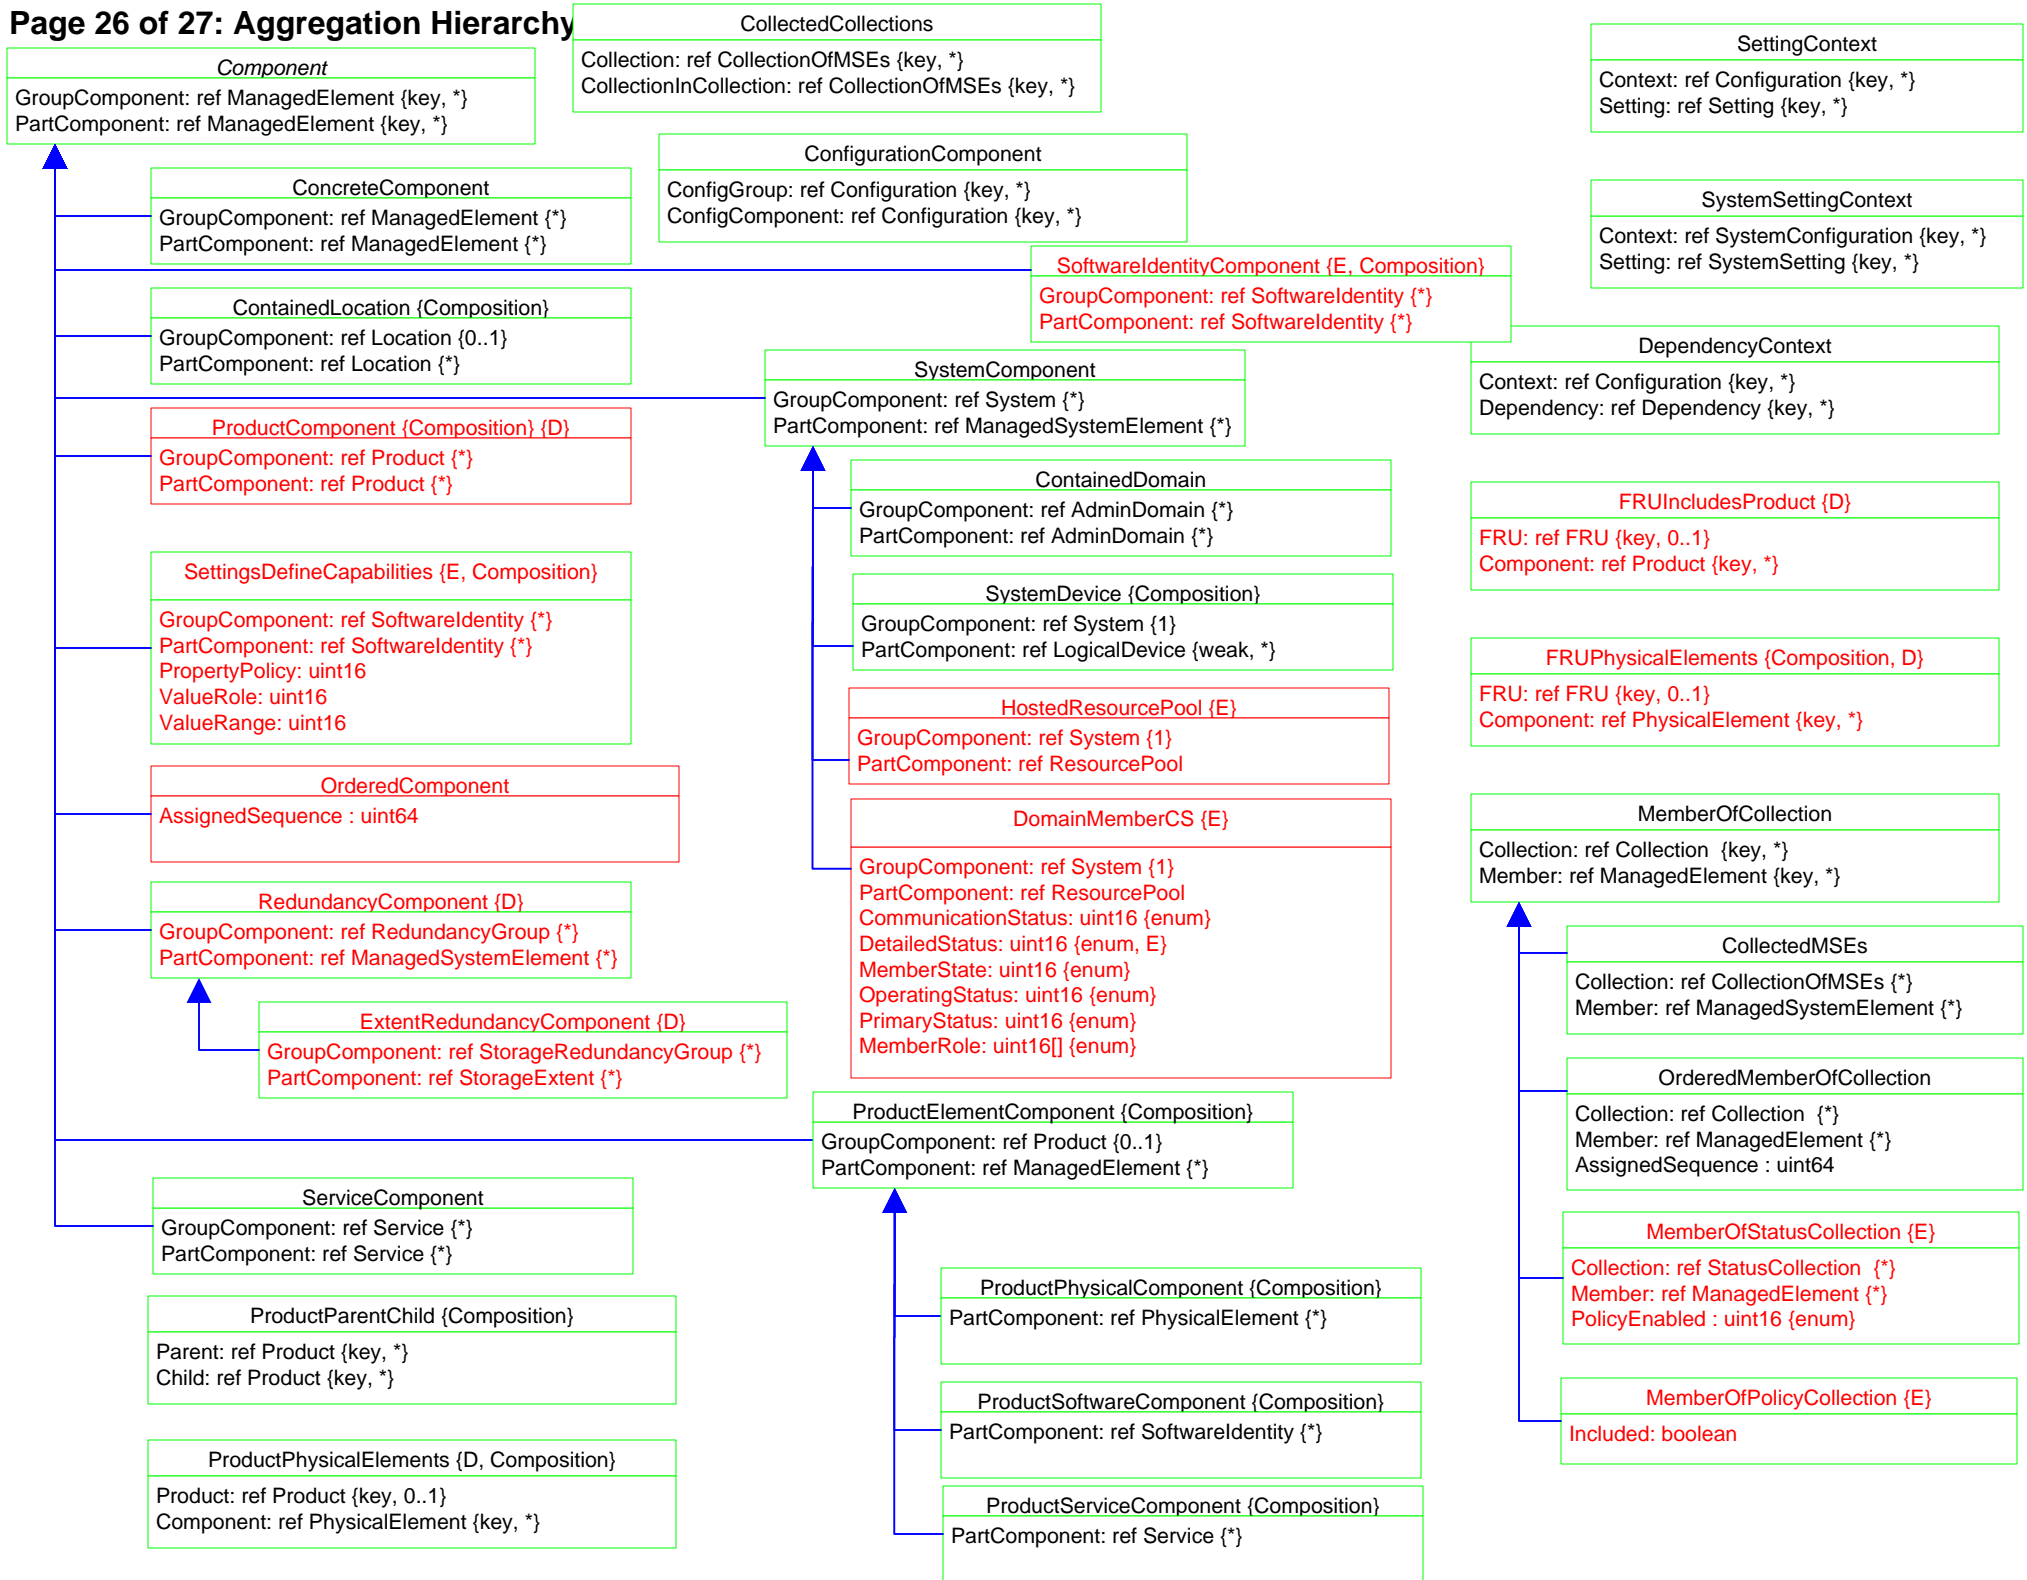 Page 26 of 27: Aggregation Hierarchy
Component
GroupComponent: ref ManagedElement {key, *}
PartComponent: ref ManagedElement {key, *}
CollectedCollections
Collection: ref CollectionOfMSEs {key, *}
CollectionInCollection: ref CollectionOfMSEs {key, *}
SettingContext
Context: ref Configuration {key, *}
Setting: ref Setting {key, *}
ConfigurationComponent
ConfigGroup: ref Configuration {key, *}
ConfigComponent: ref Configuration {key, *}
ConcreteComponent
GroupComponent: ref ManagedElement {*}
PartComponent: ref ManagedElement {*}
SystemSettingContext
Context: ref SystemConfiguration {key, *}
Setting: ref SystemSetting {key, *}
SoftwareIdentityComponent {E, Composition}
GroupComponent: ref SoftwareIdentity {*}
PartComponent: ref SoftwareIdentity {*}
ContainedLocation {Composition}
GroupComponent: ref Location {0..1}
PartComponent: ref Location {*}
DependencyContext
Context: ref Configuration {key, *}
Dependency: ref Dependency {key, *}
SystemComponent
GroupComponent: ref System {*}
PartComponent: ref ManagedSystemElement {*}
ProductComponent {Composition} {D}
GroupComponent: ref Product {*}
PartComponent: ref Product {*}
ContainedDomain
GroupComponent: ref AdminDomain {*}
PartComponent: ref AdminDomain {*}
FRUIncludesProduct {D}
FRU: ref FRU {key, 0..1}
Component: ref Product {key, *}
SettingsDefineCapabilities {E, Composition}
GroupComponent: ref SoftwareIdentity {*}
PartComponent: ref SoftwareIdentity {*}
PropertyPolicy: uint16
ValueRole: uint16
ValueRange: uint16
SystemDevice {Composition}
GroupComponent: ref System {1}
PartComponent: ref LogicalDevice {weak, *}
FRUPhysicalElements {Composition, D}
FRU: ref FRU {key, 0..1}
Component: ref PhysicalElement {key, *}
HostedResourcePool {E}
GroupComponent: ref System {1}
PartComponent: ref ResourcePool
OrderedComponent
AssignedSequence : uint64
DomainMemberCS {E}
GroupComponent: ref System {1}
PartComponent: ref ResourcePool
CommunicationStatus: uint16 {enum}
DetailedStatus: uint16 {enum, E}
MemberState: uint16 {enum}
OperatingStatus: uint16 {enum}
PrimaryStatus: uint16 {enum}
MemberRole: uint16[] {enum}
MemberOfCollection
Collection: ref Collection  {key, *}
Member: ref ManagedElement {key, *}
RedundancyComponent {D}
GroupComponent: ref RedundancyGroup {*}
PartComponent: ref ManagedSystemElement {*}
CollectedMSEs
Collection: ref CollectionOfMSEs {*}
Member: ref ManagedSystemElement {*}
ExtentRedundancyComponent {D}
GroupComponent: ref StorageRedundancyGroup {*}
PartComponent: ref StorageExtent {*}
OrderedMemberOfCollection
Collection: ref Collection  {*}
Member: ref ManagedElement {*}
AssignedSequence : uint64
ProductElementComponent {Composition}
GroupComponent: ref Product {0..1}
PartComponent: ref ManagedElement {*}
ServiceComponent
GroupComponent: ref Service {*}
PartComponent: ref Service {*}
MemberOfStatusCollection {E}
Collection: ref StatusCollection  {*}
Member: ref ManagedElement {*}
PolicyEnabled : uint16 {enum}
ProductPhysicalComponent {Composition}
PartComponent: ref PhysicalElement {*}
ProductParentChild {Composition}
Parent: ref Product {key, *}
Child: ref Product {key, *}
ProductSoftwareComponent {Composition}
PartComponent: ref SoftwareIdentity {*}
MemberOfPolicyCollection {E}
Included: boolean
ProductPhysicalElements {D, Composition}
Product: ref Product {key, 0..1}
Component: ref PhysicalElement {key, *}
ProductServiceComponent {Composition}
PartComponent: ref Service {*}